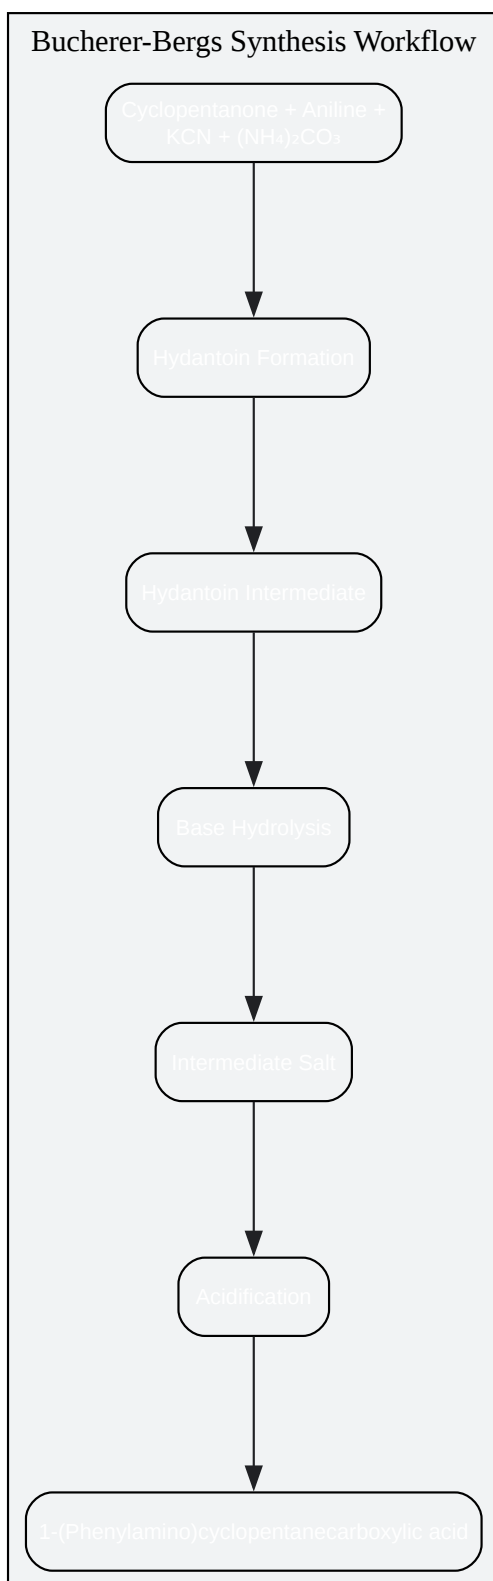 Bucherer-Bergs Synthesis Workflow
Cyclopentanone + Aniline +
KCN + (NH₄)₂CO₃
Hydantoin Formation
Hydantoin Intermediate
Base Hydrolysis
Intermediate Salt
Acidification
1-(Phenylamino)cyclopentanecarboxylic acid